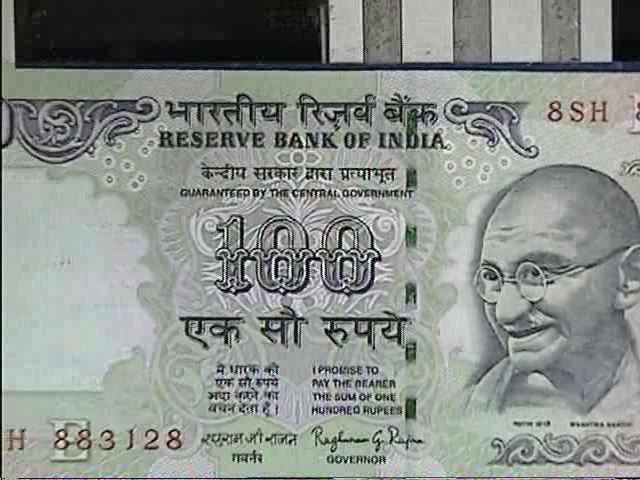 भारतीय रिज़र्व बैंक
RESERVE BANK OF INDIA
8SH
केन्द्रीय सरकार द्वारा प्रत्याभूत
GUARANTEED BY THE CENTRAL GOVERNMENT
100
एक सौ रुपये
मैं धारक को
एक सौ रुपये
अदा करने का
वचन देता हूँ।
I PROMISE TO
PAY THE BEARER
THE SUM OF ONE
HUNDRED RUPEES
महात्मा गांधी
MAHATMA GANDHI
H 883128
E
रघुराम जी राजन
Raghuram G. Rajan
गवर्नर
GOVERNOR